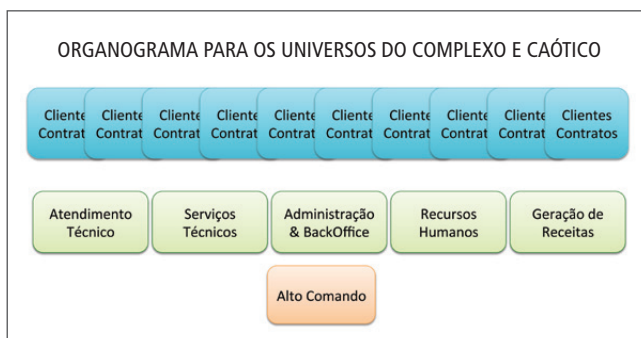 ORGANOGRAMA PARA OS UNIVERSOS DO COMPLEXO E CAÓTICO
Cliente Cliente Cliente Cliente Cliente Cliente Cliente Cliente Cliente Clientes
Contrat Contrat Contrat Contrat Contrat Contrat Contrat Contrat Contrat Contratos
Atendimento Serviços Administração Recursos Geração de
Técnico Técnicos & BackOffice Humanos Receitas
Alto Comando